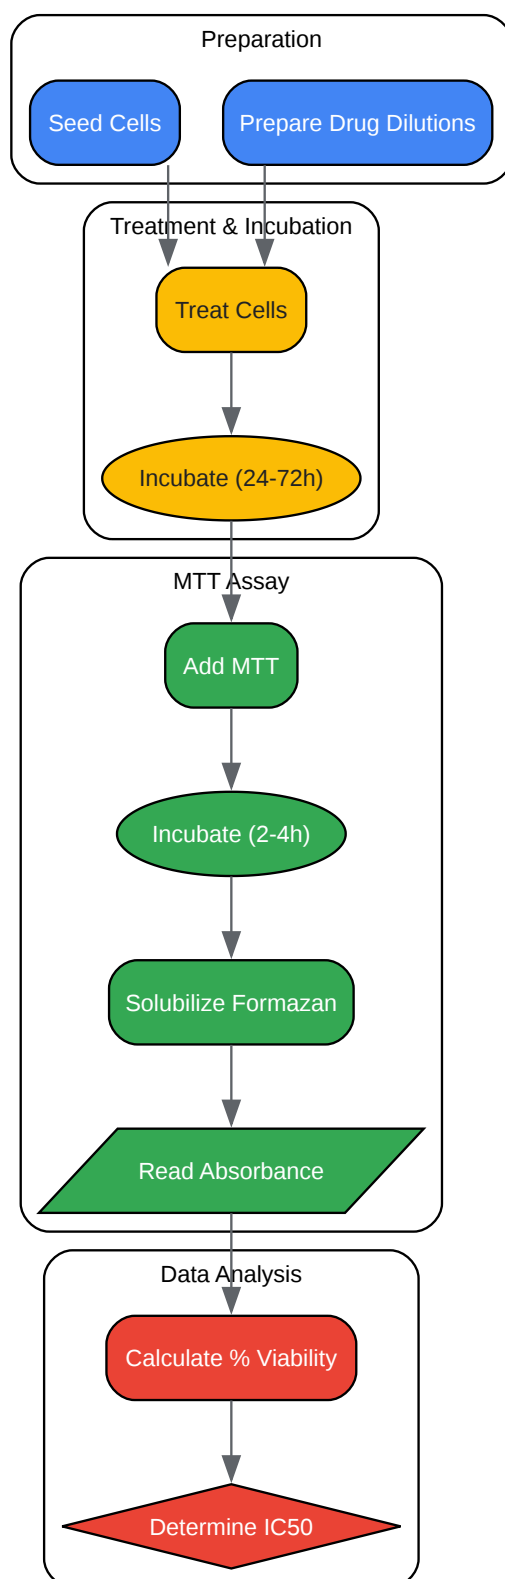 Preparation
Seed Cells
Prepare Drug Dilutions
Treatment & Incubation
Treat Cells
Incubate (24-72h)
MTT Assay
Add MTT
Incubate (2-4h)
Solubilize Formazan
Read Absorbance
Data Analysis
Calculate % Viability
Determine IC50